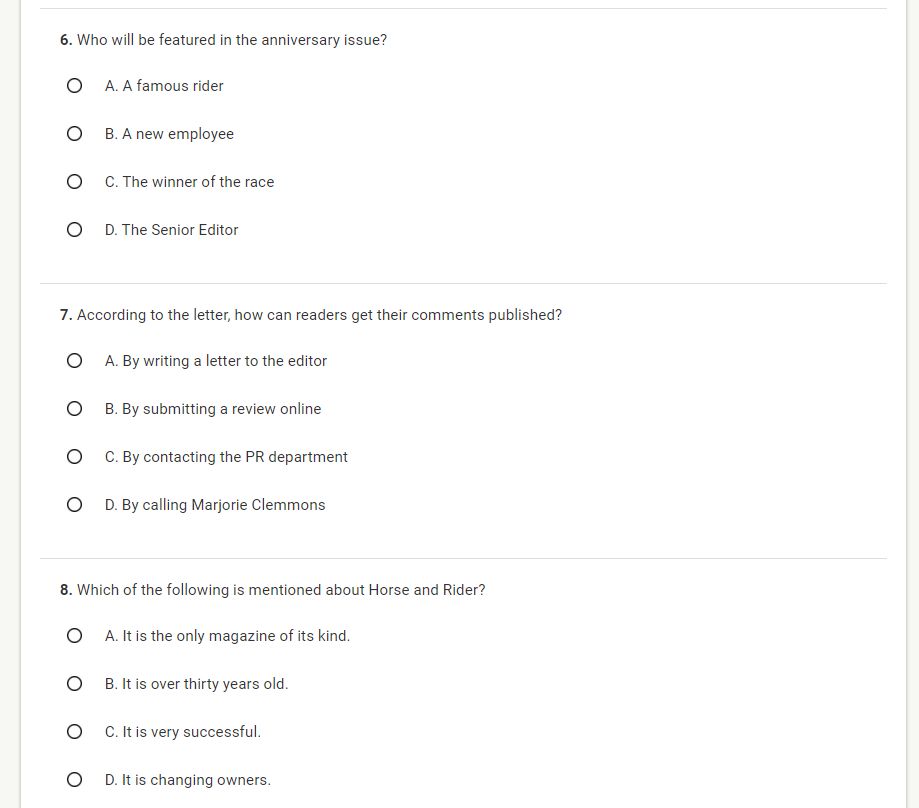 6. Who will be featured in the anniversary issue?
A. A famous rider
B. A new employee
C. The winner of the race
D. The Senior Editor
7. According to the letter, how can readers get their comments published?
A. By writing a letter to the editor
B. By submitting a review online
C. By contacting the PR department
D. By calling Marjorie Clemmons
8. Which of the following is mentioned about Horse and Rider?
A. It is the only magazine of its kind.
B. It is over thirty years old.
C. It is very successful.
D. It is changing owners.